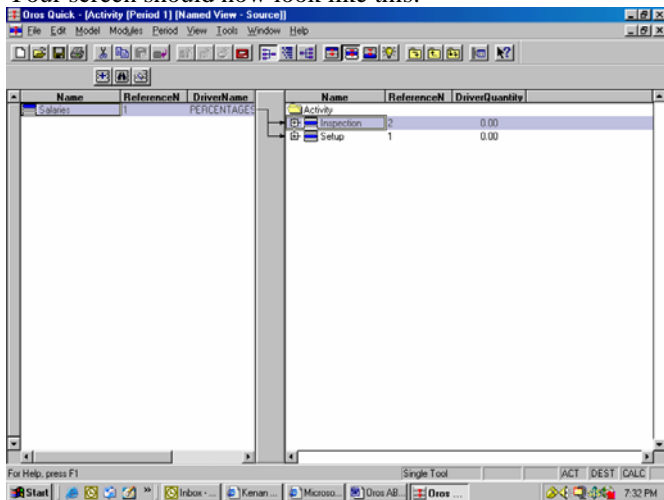 Your screen should now look like this:
Oros Quick - [Activity [Period 1] [Named View - Source]]
File Edit Model Modules Period View Tools Window Help
Name ReferenceN DriverName Name ReferenceN DriverQuantity
Salaries 1 PERCENTAGES Activity
Inspection 2 0.00
Setup 1 0.00
For Help, press F1 Single Tool ACT DEST CALC
Start Inbox - ... Kenan ... Microso... Oros AB... Oros ... 7:32 PM